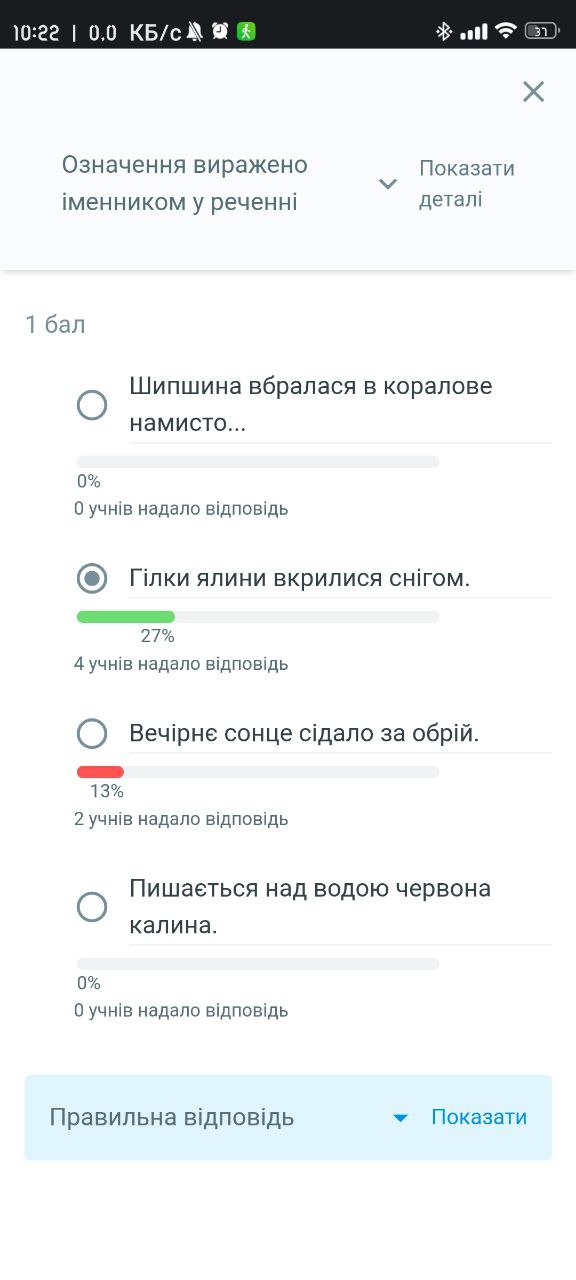 10:22 | 0.0 КБ/с 37
Означення виражено
іменником у реченні
Показати
деталі
1 бал
Шипшина вбралася в коралове
намисто...
0%
0 учнів надало відповідь
Гілки ялини вкрилися снігом.
27%
4 учнів надало відповідь
Вечірнє сонце сідало за обрій.
13%
2 учнів надало відповідь
Пишається над водою червона
калина.
0%
0 учнів надало відповідь
Правильна відповідь
Показати